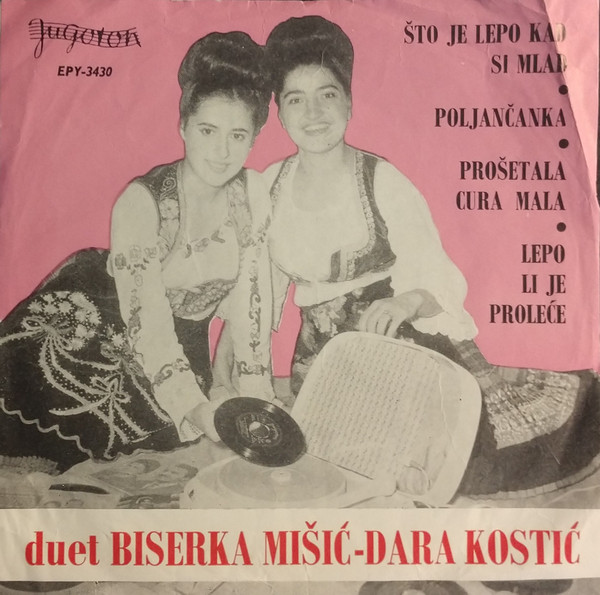 Jugoton
EPY-3430
ŠTO JE LEPO KAD
SI MLAD
•
POLJANČANKA
•
PROŠETALA
CURA MALA
•
LEPO
LI JE
PROLEĆE
duet BISERKA MIŠIĆ-DARA KOSTIĆ